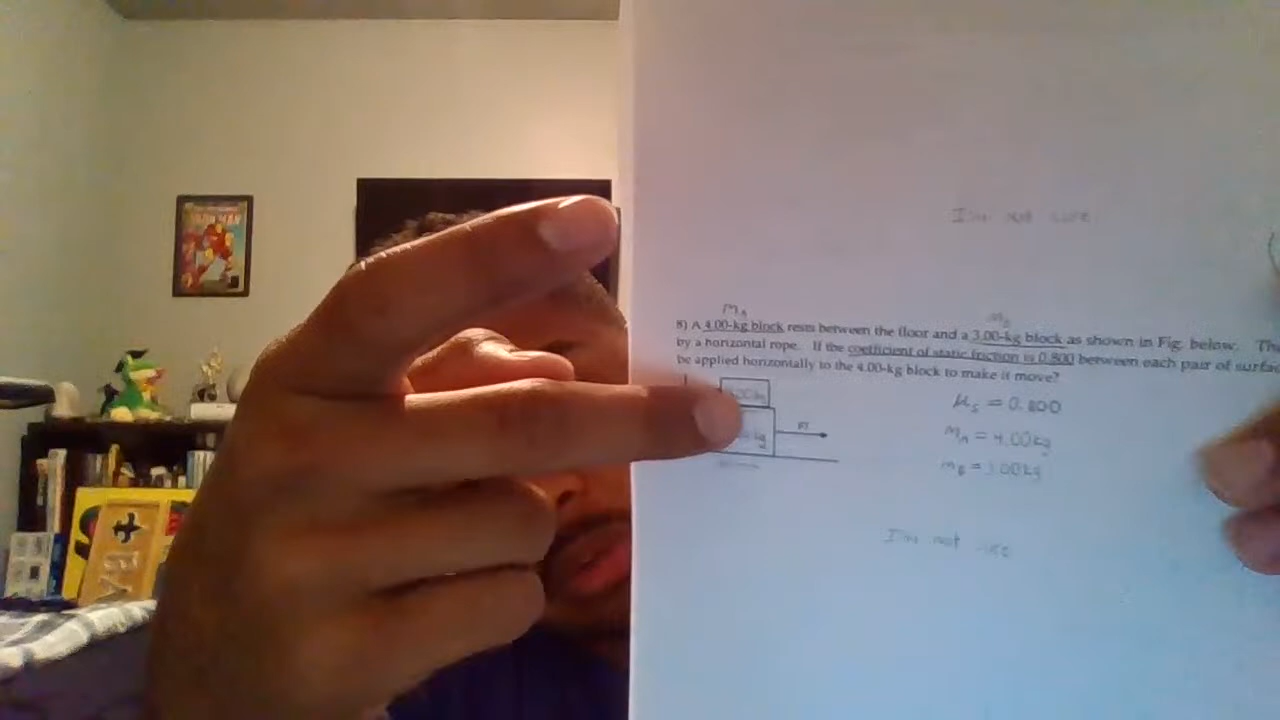 IRON MAN
I'm not sure
mA
mB
8) A 4.00-kg block rests between the floor and a 3.00-kg block as shown in Fig. below. The
by a horizontal rope. If the coefficient of static friction is 0.800 between each pair of surfac
be applied horizontally to the 4.00-kg block to make it move?
μs = 0.800
mA = 4.00kg
mB = 3.00kg
I'm not sure